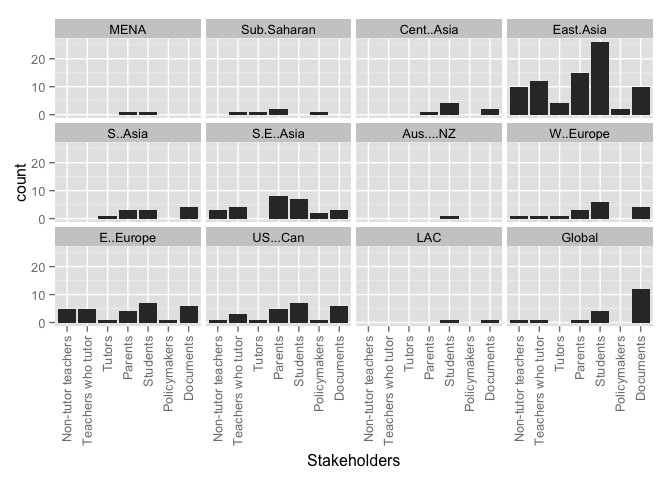 MENA Sub.Saharan Cent..Asia East.Asia
20
10
0
S..Asia S.E..Asia Aus....NZ W..Europe
20
10
0
E..Europe US...Can LAC Global
20
10
0
count
Non-tutor teachers
Teachers who tutor
Tutors
Parents
Students
Policymakers
Documents
Non-tutor teachers
Teachers who tutor
Tutors
Parents
Students
Policymakers
Documents
Non-tutor teachers
Teachers who tutor
Tutors
Parents
Students
Policymakers
Documents
Non-tutor teachers
Teachers who tutor
Tutors
Parents
Students
Policymakers
Documents
Stakeholders